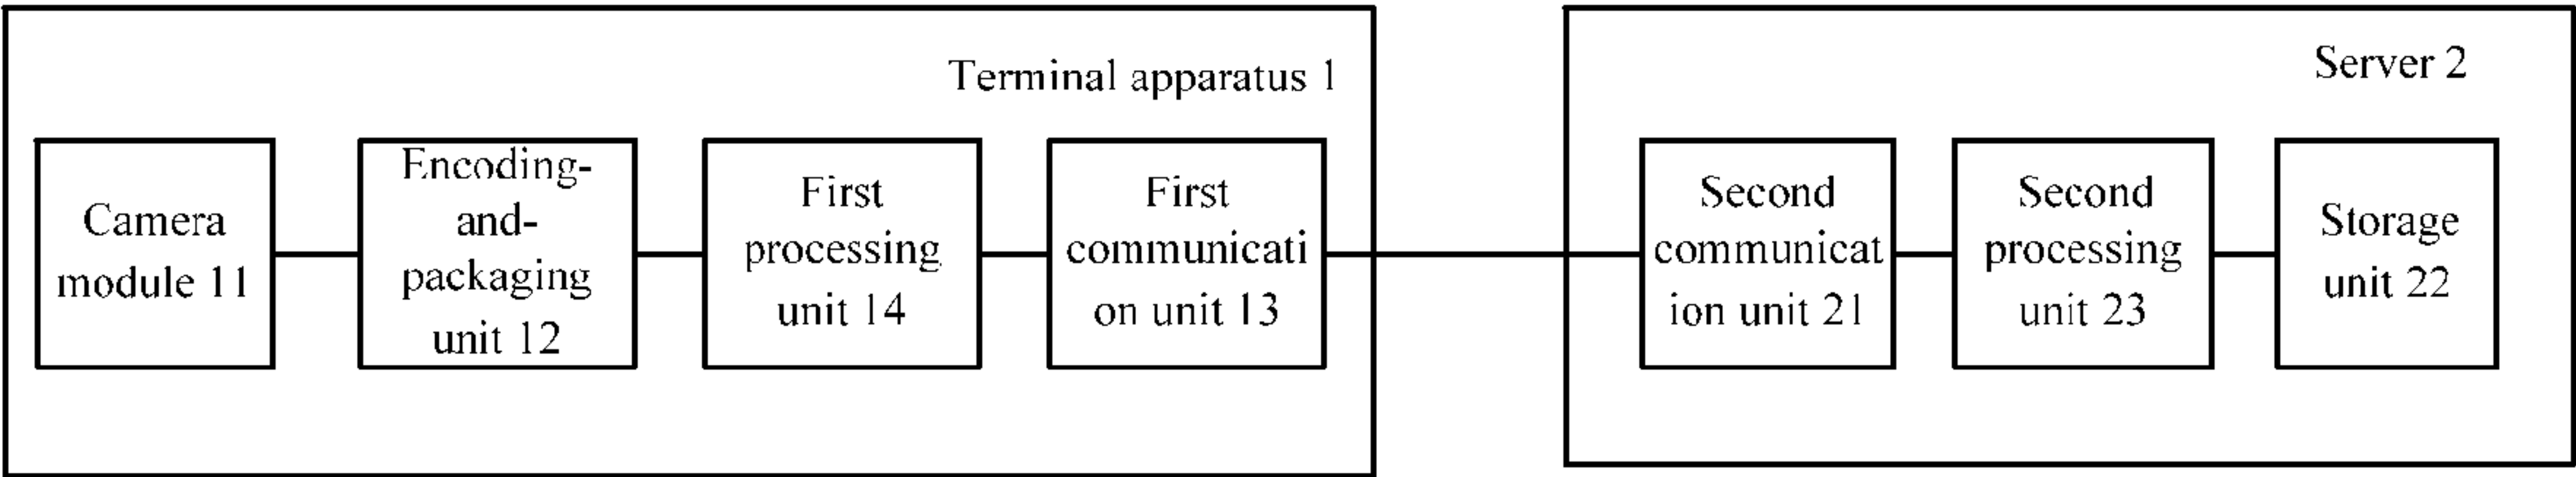 Terminal apparatus 1
Camera
module 11
Encoding-
and-
packaging
unit 12
First
processing
unit 14
First
communicati
on unit 13
Server 2
Second
communicat
ion unit 21
Second
processing
unit 23
Storage
unit 22